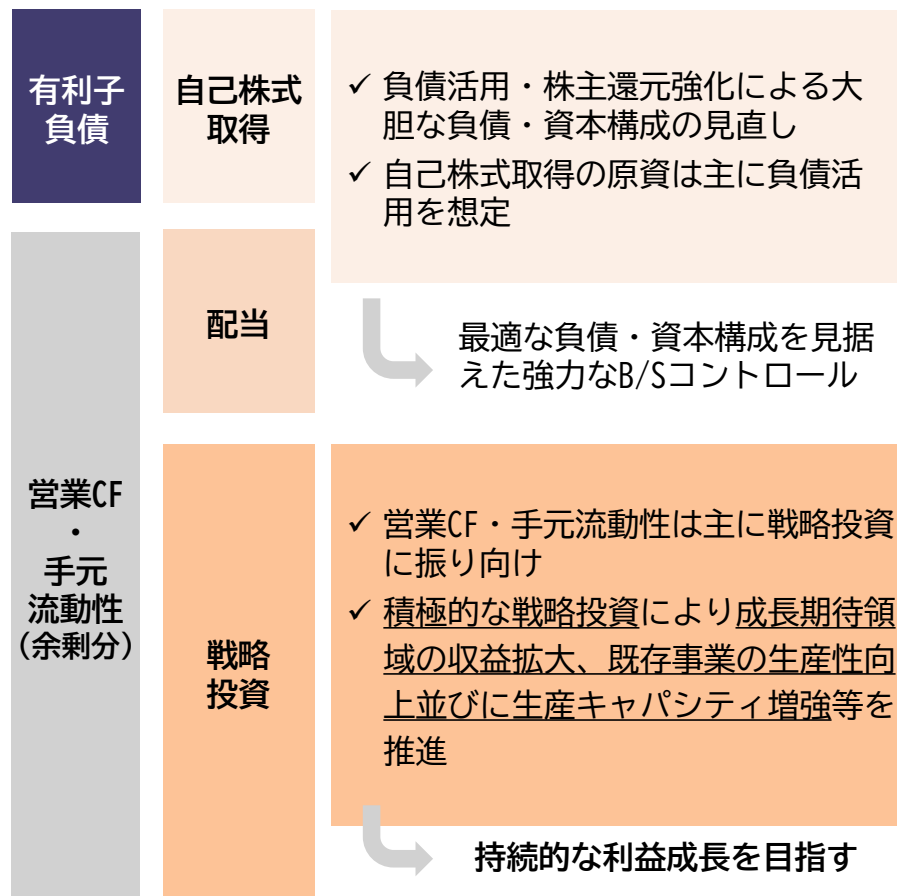 有利子
負債
自己株式
取得
✓ 負債活用・株主還元強化による大
胆な負債・資本構成の見直し
✓ 自己株式取得の原資は主に負債活
用を想定
配当
最適な負債・資本構成を見据
えた強力なB/Sコントロール
営業CF
・
手元
流動性
(余剰分)
戦略
投資
✓ 営業CF・手元流動性は主に戦略投資
に振り向け
✓ 積極的な戦略投資により成長期待領
域の収益拡大、既存事業の生産性向
上並びに生産キャパシティ増強等を
推進
持続的な利益成長を目指す